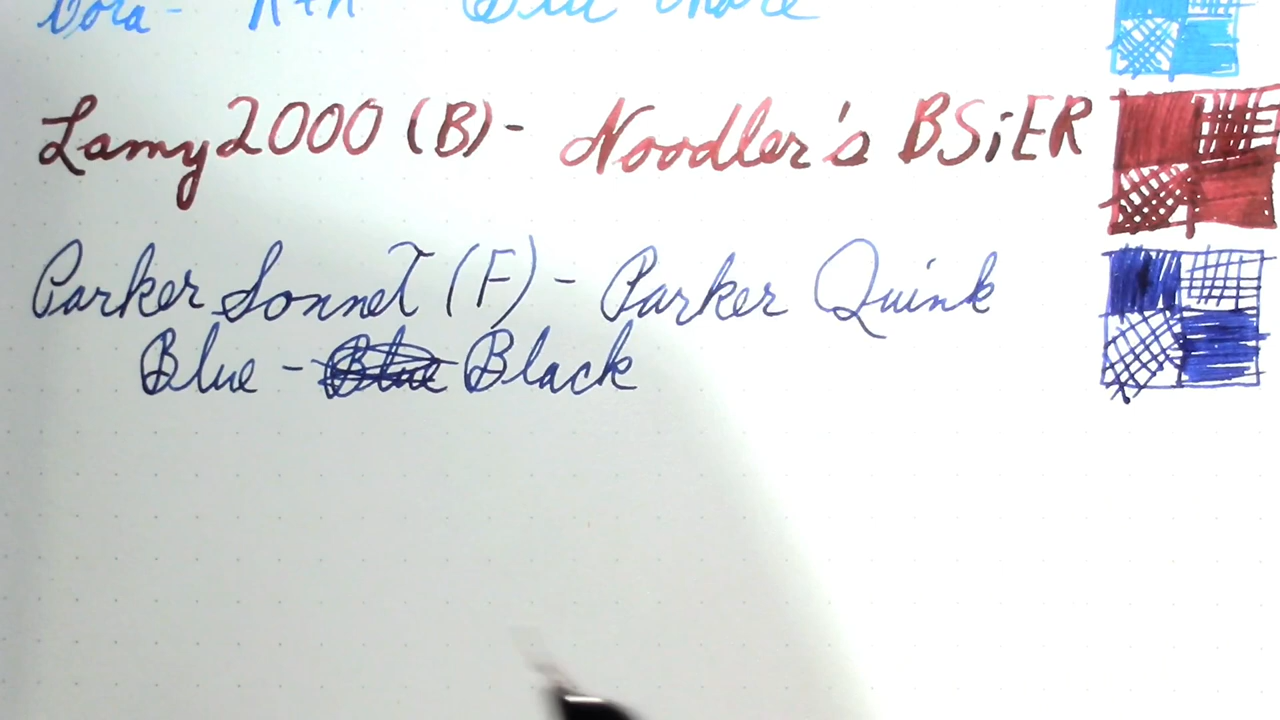 Lamy 2000 (B) - Noodler's BSiER
Parker Sonnet (F) - Parker Quink
Blue - Blue Black